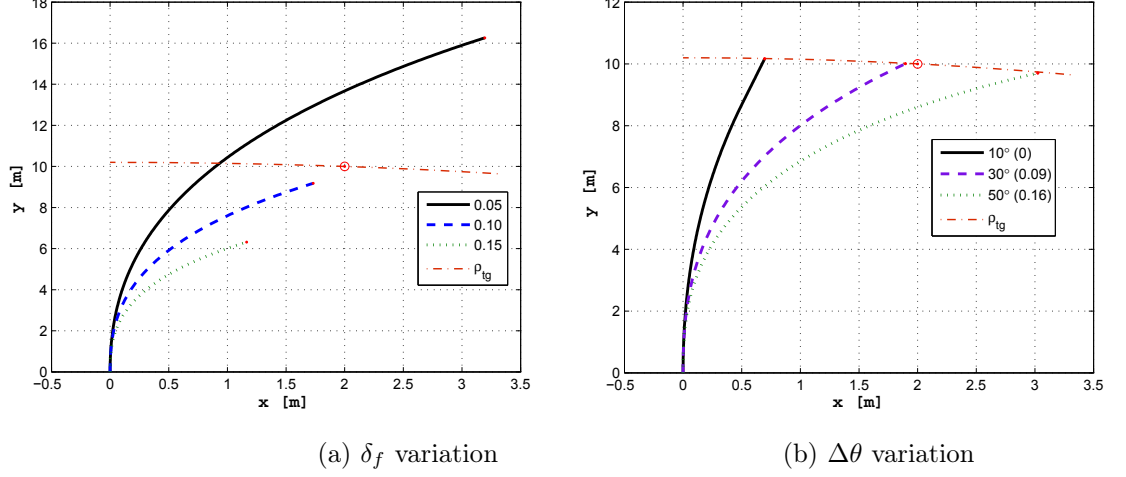 18
16
14
12
10
8
6
4
2
0
y [m]
−0.5 0 0.5 1 1.5 2 2.5 3 3.5
x [m]
0.05
0.10
0.15
ρtg
(a) δf variation
12
10
8
6
4
2
0
y [m]
−0.5 0 0.5 1 1.5 2 2.5 3 3.5
x [m]
10° (0)
30° (0.09)
50° (0.16)
ρtg
(b) Δθ variation